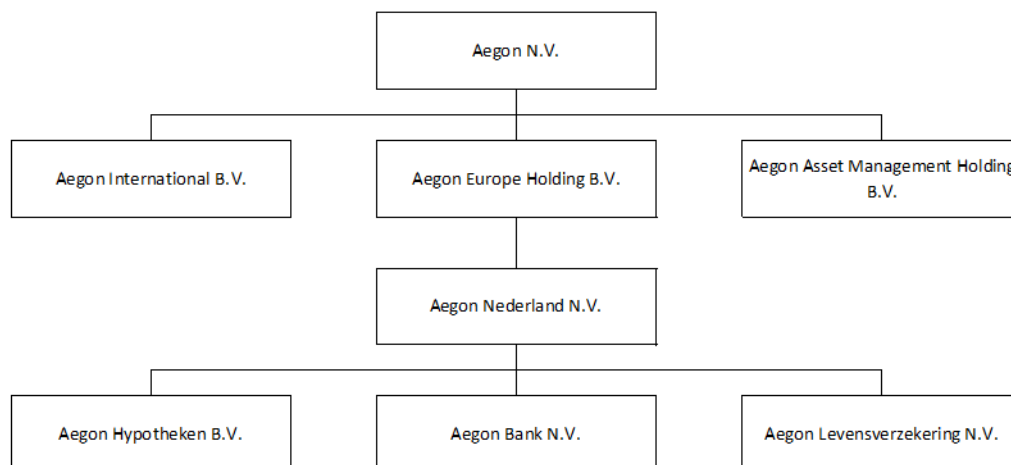 Aegon N.V.
Aegon International B.V.
Aegon Europe Holding B.V.
Aegon Asset Management Holding
B.V.
Aegon Nederland N.V.
Aegon Hypotheken B.V.
Aegon Bank N.V.
Aegon Levensverzekering N.V.